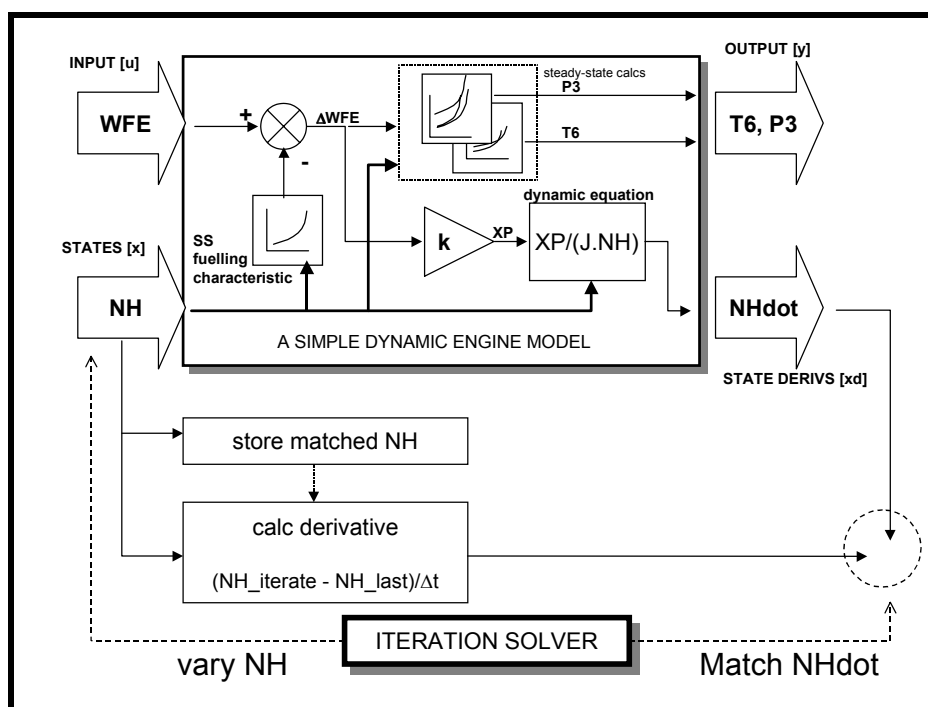 INPUT [u]
WFE
+
-
ΔWFE
steady-state calcs
P3
T6
OUTPUT [y]
T6, P3
STATES [x]
NH
SS
fuelling
characteristic
k
XP
dynamic equation
XP/(J.NH)
NHdot
STATE DERIVS [xd]
A SIMPLE DYNAMIC ENGINE MODEL
store matched NH
calc derivative
(NH_iterate - NH_last)/Δt
ITERATION SOLVER
vary NH
Match NHdot